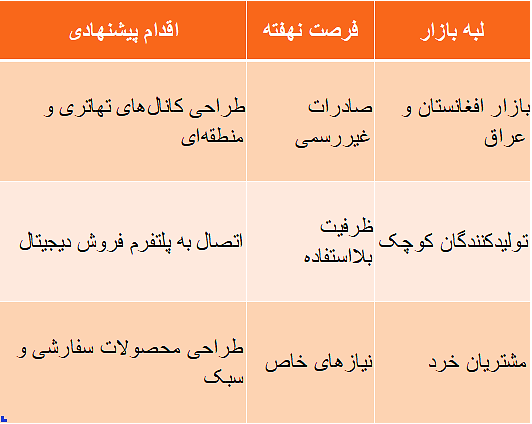 لبه بازار
فرصت نهفته
اقدام پیشنهادی
بازار افغانستان و
عراق
صادرات
غیررسمی
طراحی کانال‌های تهاتری و
منطقه‌ای
تولیدکنندگان کوچک
ظرفیت
بلااستفاده
اتصال به پلتفرم فروش دیجیتال
مشتریان خرد
نیازهای خاص
طراحی محصولات سفارشی و
سبک